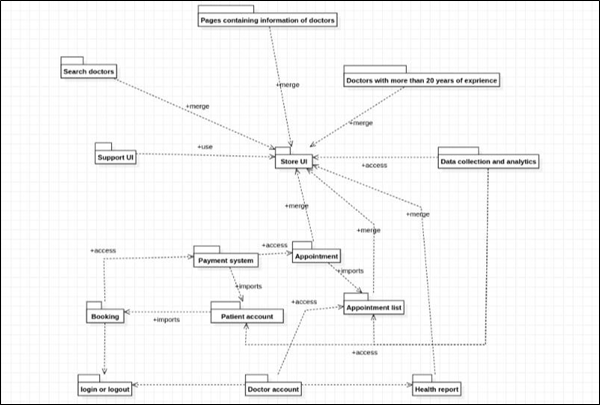 Pages containing information of doctors
Search doctors
Doctors with more than 20 years of exprience
+merge
+merge
+merge
Support UI
+use
Store UI
+access
Data collection and analytics
+merge
+merge
+merge
+access
Payment system
+access
Appointment
+imports
+imports
+access
Booking
+imports
Patient account
Appointment list
+access
login or logout
Doctor account
Health report